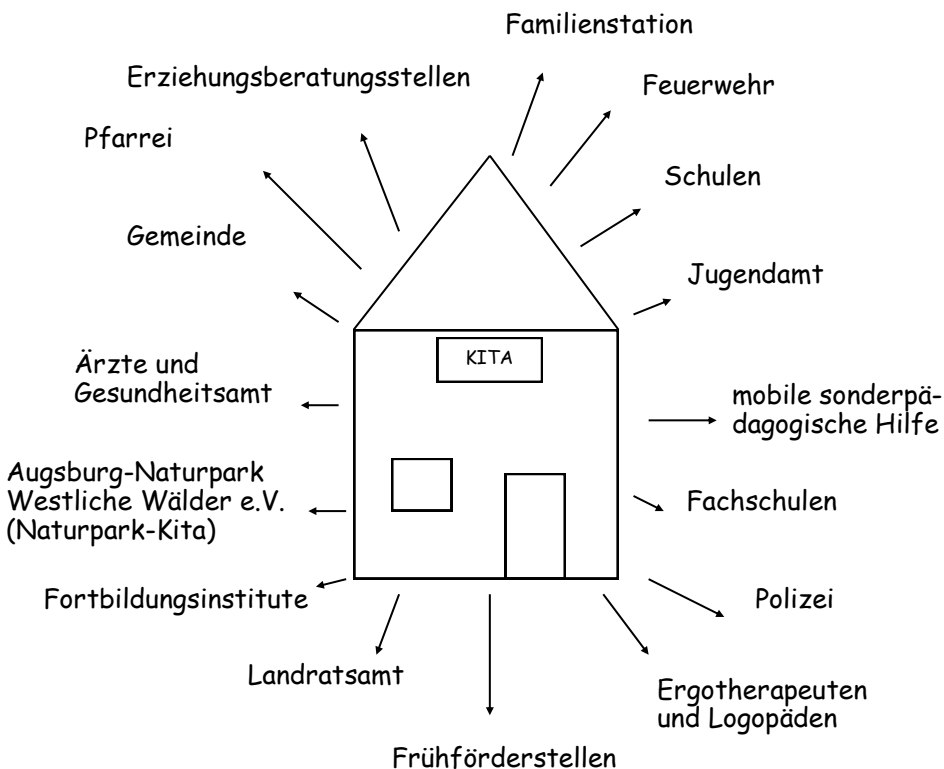 Familienstation
Erziehungsberatungsstellen
Feuerwehr
Pfarrei
Schulen
Gemeinde
Jugendamt
KITA
Ärzte und
Gesundheitsamt
mobile sonderpä-
dagogische Hilfe
Augsburg-Naturpark
Westliche Wälder e.V.
(Naturpark-Kita)
Fachschulen
Fortbildungsinstitute
Polizei
Landratsamt
Ergotherapeuten
und Logopäden
Frühförderstellen